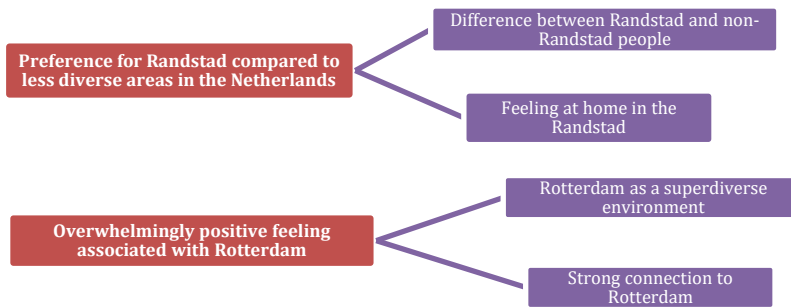 Difference between Randstad and non-
Randstad people
Preference for Randstad compared to
less diverse areas in the Netherlands
Feeling at home in the
Randstad
Rotterdam as a superdiverse
environment
Overwhelmingly positive feeling
associated with Rotterdam
Strong connection to
Rotterdam